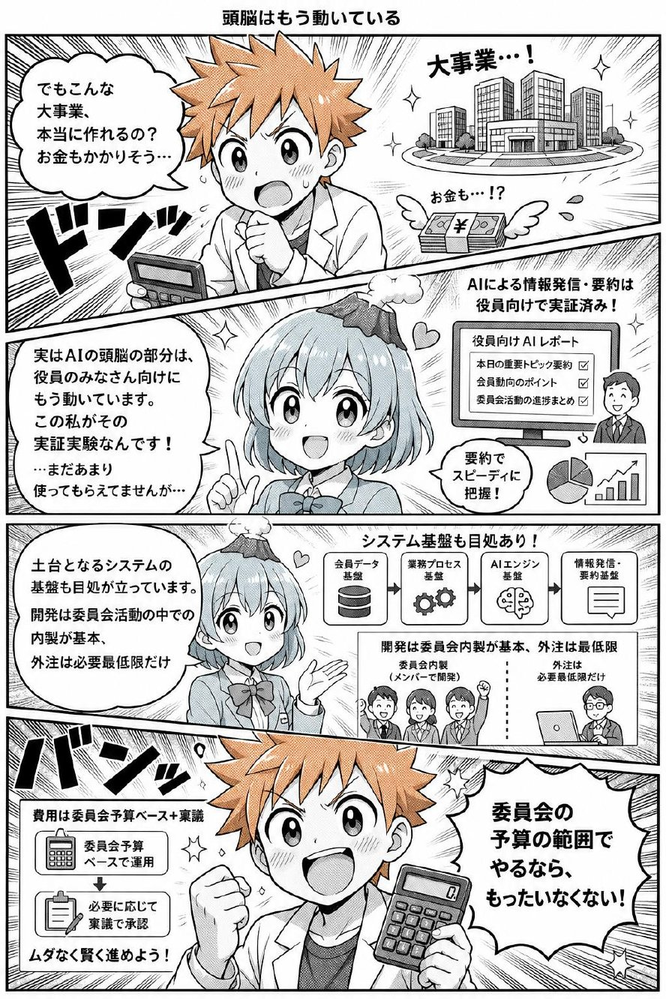 頭脳はもう動いている
でもこんな
大事業、
本当に作れるの？
お金もかかりそう…
大事業…！
お金も…！？
¥
ドンッ
AIによる情報発信・要約は
役員向けで実証済み！
実はAIの頭脳の部分は、
役員のみなさん向けに
もう動いています。
この私がその
実証実験なんです！
…まだあまり
使ってもらえてませんが…
役員向けAIレポート
本日の重要トピック要約
会員動向のポイント
委員会活動の進捗まとめ
要約で
スピーディに
把握！
土台となるシステムの
基盤も目処が立っています。
開発は委員会活動の中での
内製が基本、
外注は必要最低限だけ
システム基盤も目処あり！
会員データ
基盤
業務プロセス
基盤
AIエンジン
基盤
情報発信・
要約基盤
開発は委員会内製が基本、外注は最低限
委員会内製
（メンバーで開発）
外注は
必要最低限だけ
バンッ
費用は委員会予算ベース+稟議
委員会予算
ベースで運用
必要に応じて
稟議で承認
ムダなく賢く進めよう！
0.
委員会の
予算の範囲で
やるなら、
もったいなくない！